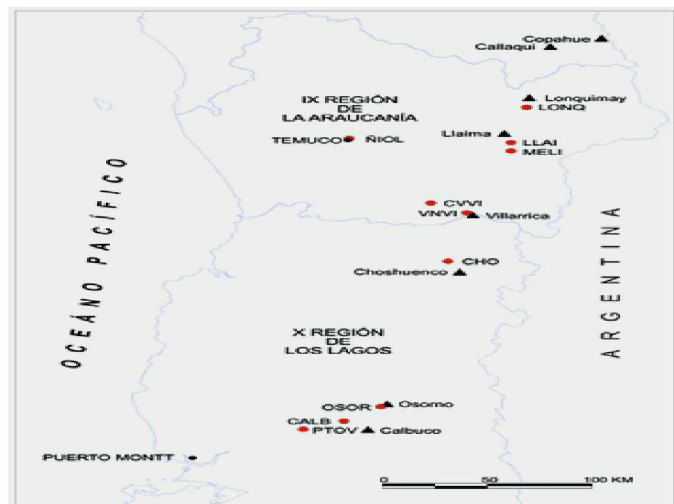 Copahue
Callaqui
Lonquimay
LONQ
IX REGIÓN
DE
LA ARAUCANÍA
TEMUCO ÑIOL
Llaima
LLAI
MELI
CVVI
VNVI Villarrica
CHO
Choshuenco
OCEÁNO PACÍFICO
ARGENTINA
X REGIÓN
DE
LOS LAGOS
OSOR Osorno
CALB
PTOV Calbuco
PUERTO MONTT
0 50 100 KM